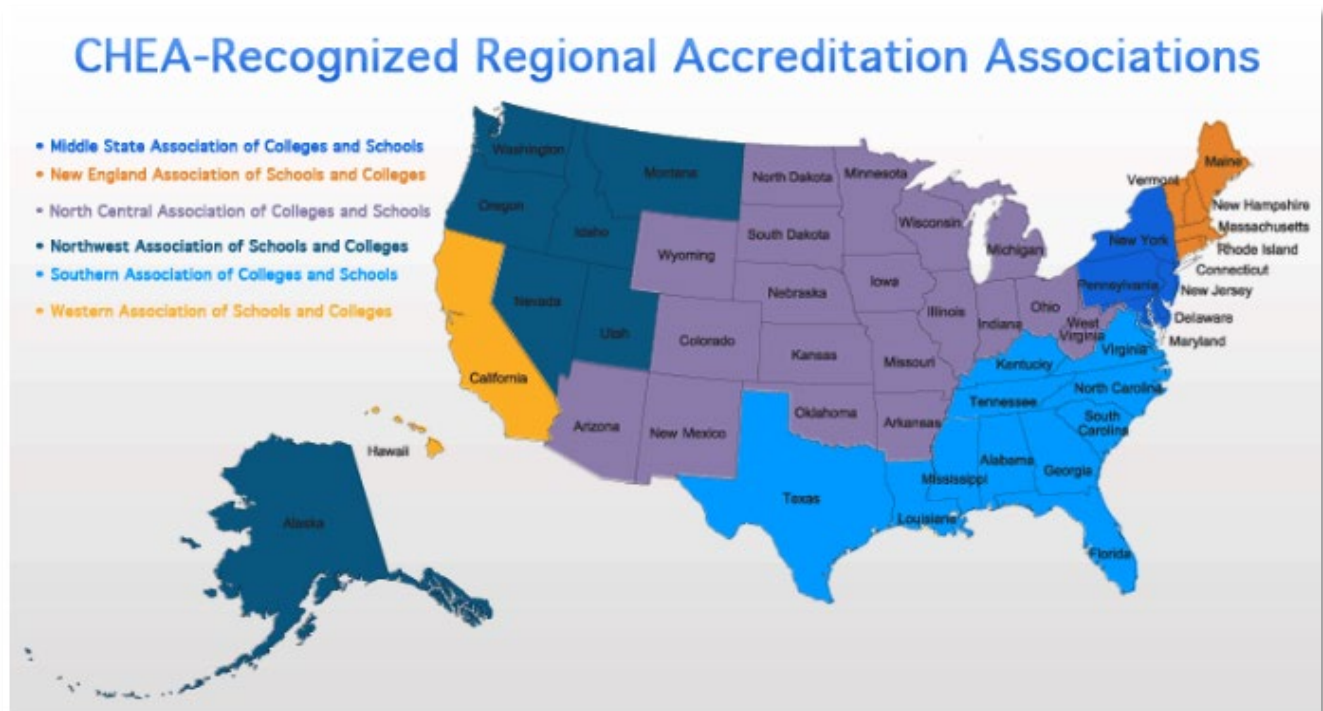 CHEA-Recognized Regional Accreditation Associations
• Middle State Association of Colleges and Schools
• New England Association of Schools and Colleges
• North Central Association of Colleges and Schools
• Northwest Association of Schools and Colleges
• Southern Association of Colleges and Schools
• Western Association of Schools and Colleges
Washington
Oregon
Idaho
Montana
Nevada
Utah
California
Wyoming
Colorado
Arizona
New Mexico
North Dakota
South Dakota
Nebraska
Kansas
Oklahoma
Minnesota
Iowa
Missouri
Arkansas
Wisconsin
Illinois
Michigan
Indiana
Ohio
West
Virginia
Texas
Louisiana
Mississippi
Alabama
Georgia
Florida
South
Carolina
North Carolina
Tennessee
Kentucky
Virginia
New York
Pennsylvania
Vermont
Maine
New Hampshire
Massachusetts
Rhode Island
Connecticut
New Jersey
Delaware
Maryland
Hawaii
Alaska